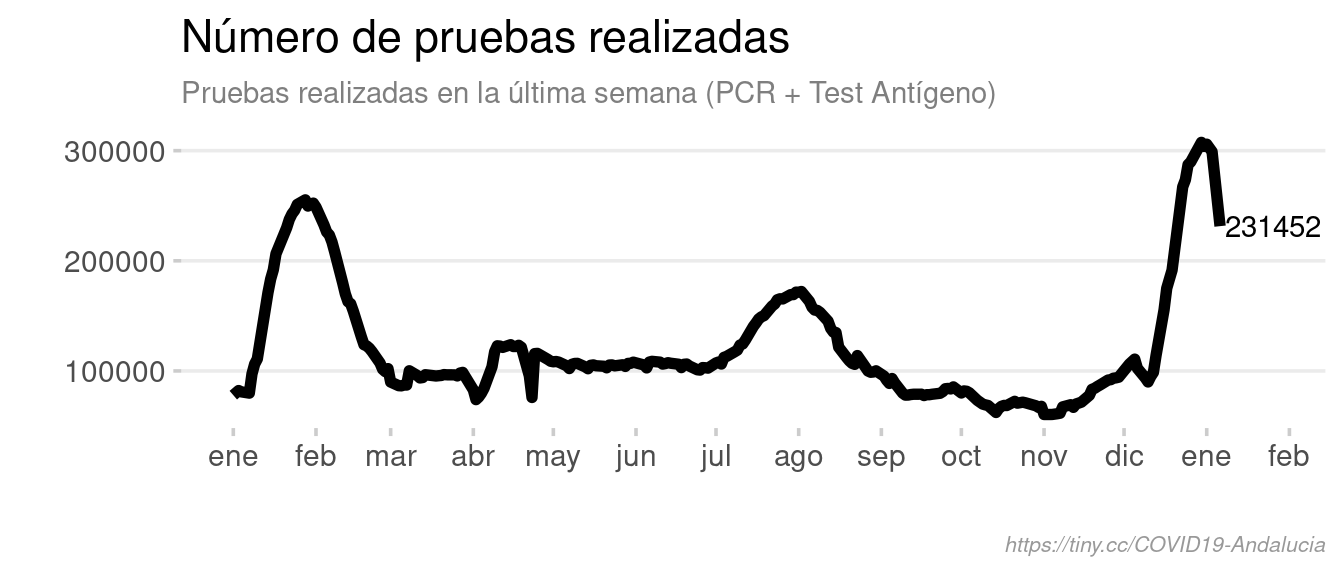 Número de pruebas realizadas
Pruebas realizadas en la última semana (PCR + Test Antígeno)
300000
231452
200000
100000
ene feb mar abr may jun jul ago sep oct nov dic ene feb
https://tiny.cc/COVID19-Andalucia